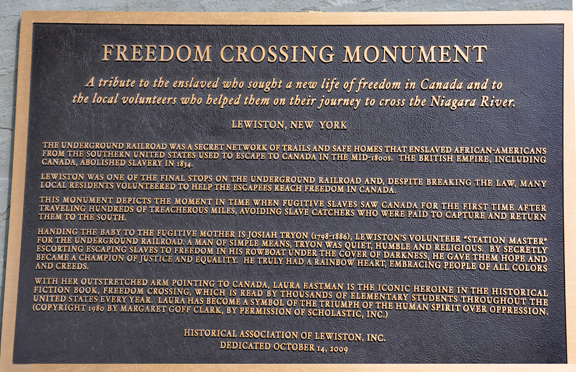 FREEDOM CROSSING MONUMENT
A tribute to the enslaved who sought a new life of freedom in Canada and to
the local volunteers who helped them on their journey to cross the Niagara River.
LEWISTON, NEW YORK
THE UNDERGROUND RAILROAD WAS A SECRET NETWORK OF TRAILS AND SAFE HOMES THAT ENSLAVED AFRICAN-AMERICANS
FROM THE SOUTHERN UNITED STATES USED TO ESCAPE TO CANADA IN THE MID-1800S. THE BRITISH EMPIRE, INCLUDING
CANADA, ABOLISHED SLAVERY IN 1834.
LEWISTON WAS ONE OF THE FINAL STOPS ON THE UNDERGROUND RAILROAD AND, DESPITE BREAKING THE LAW, MANY
LOCAL RESIDENTS VOLUNTEERED TO HELP THE ESCAPEES REACH FREEDOM IN CANADA.
THIS MONUMENT DEPICTS THE MOMENT IN TIME WHEN FUGITIVE SLAVES SAW CANADA FOR THE FIRST TIME AFTER
TRAVELING HUNDREDS OF TREACHEROUS MILES, AVOIDING SLAVE CATCHERS WHO WERE PAID TO CAPTURE AND RETURN
THEM TO THE SOUTH.
HANDING THE BABY TO THE FUGITIVE MOTHER IS JOSIAH TRYON (1798-1886), LEWISTON'S VOLUNTEER "STATION MASTER"
FOR THE UNDERGROUND RAILROAD. A MAN OF SIMPLE MEANS, TRYON WAS QUIET, HUMBLE AND RELIGIOUS. BY SECRETLY
ESCORTING ESCAPING SLAVES TO FREEDOM IN HIS ROWBOAT UNDER THE COVER OF DARKNESS, HE GAVE THEM HOPE AND
BECAME A CHAMPION OF JUSTICE AND EQUALITY. HE TRULY HAD A RAINBOW HEART, EMBRACING PEOPLE OF ALL COLORS
AND CREEDS.
WITH HER OUTSTRETCHED ARM POINTING TO CANADA, LAURA EASTMAN IS THE ICONIC HEROINE IN THE HISTORICAL
FICTION BOOK, FREEDOM CROSSING, WHICH IS READ BY THOUSANDS OF ELEMENTARY STUDENTS THROUGHOUT THE
UNITED STATES EVERY YEAR. LAURA HAS BECOME A SYMBOL OF THE TRIUMPH OF THE HUMAN SPIRIT OVER OPPRESSION.
(COPYRIGHT 1980 BY MARGARET GOFF CLARK, BY PERMISSION OF SCHOLASTIC, INC.)
HISTORICAL ASSOCIATION OF LEWISTON, INC.
DEDICATED OCTOBER 14, 2009